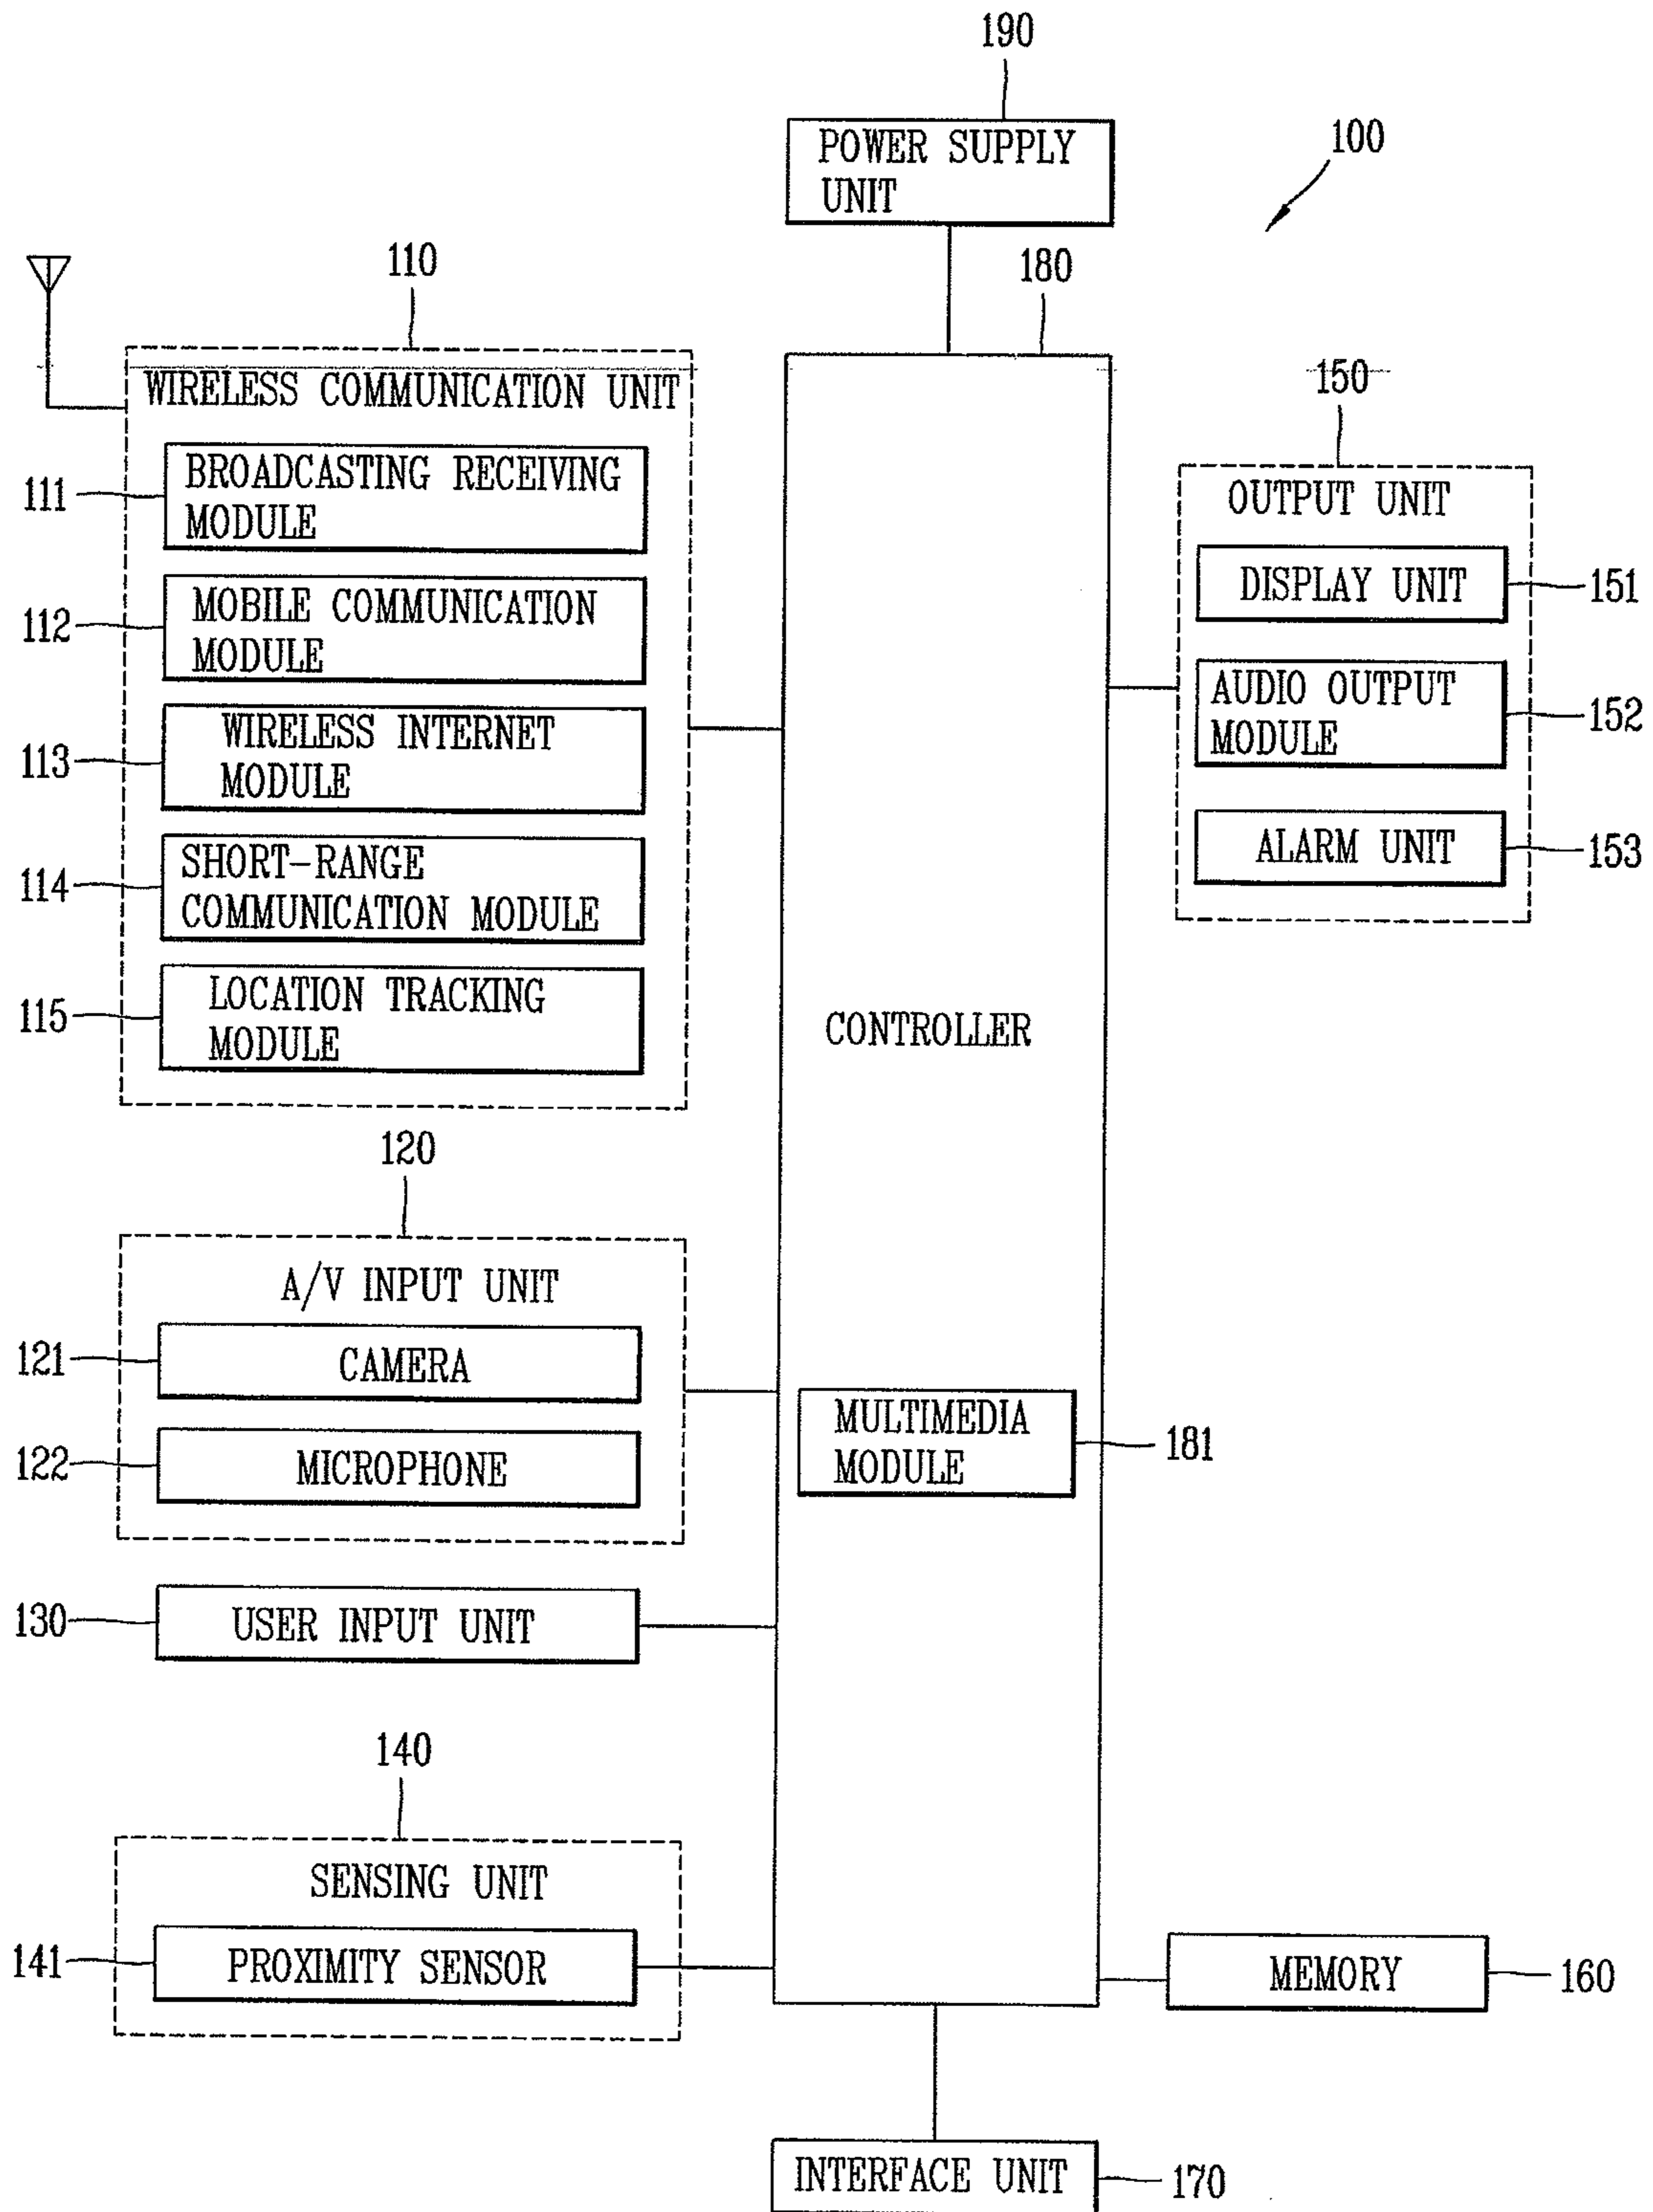 190
POWER SUPPLY
UNIT
100
180
110
WIRELESS COMMUNICATION UNIT
111
BROADCASTING RECEIVING
MODULE
112
MOBILE COMMUNICATION
MODULE
113
WIRELESS INTERNET
MODULE
114
SHORT-RANGE
COMMUNICATION MODULE
115
LOCATION TRACKING
MODULE
150
OUTPUT UNIT
DISPLAY UNIT
151
AUDIO OUTPUT
MODULE
152
ALARM UNIT
153
CONTROLLER
120
A/V INPUT UNIT
121
CAMERA
122
MICROPHONE
MULTIMEDIA
MODULE
181
130
USER INPUT UNIT
140
SENSING UNIT
141
PROXIMITY SENSOR
MEMORY
160
INTERFACE UNIT
170